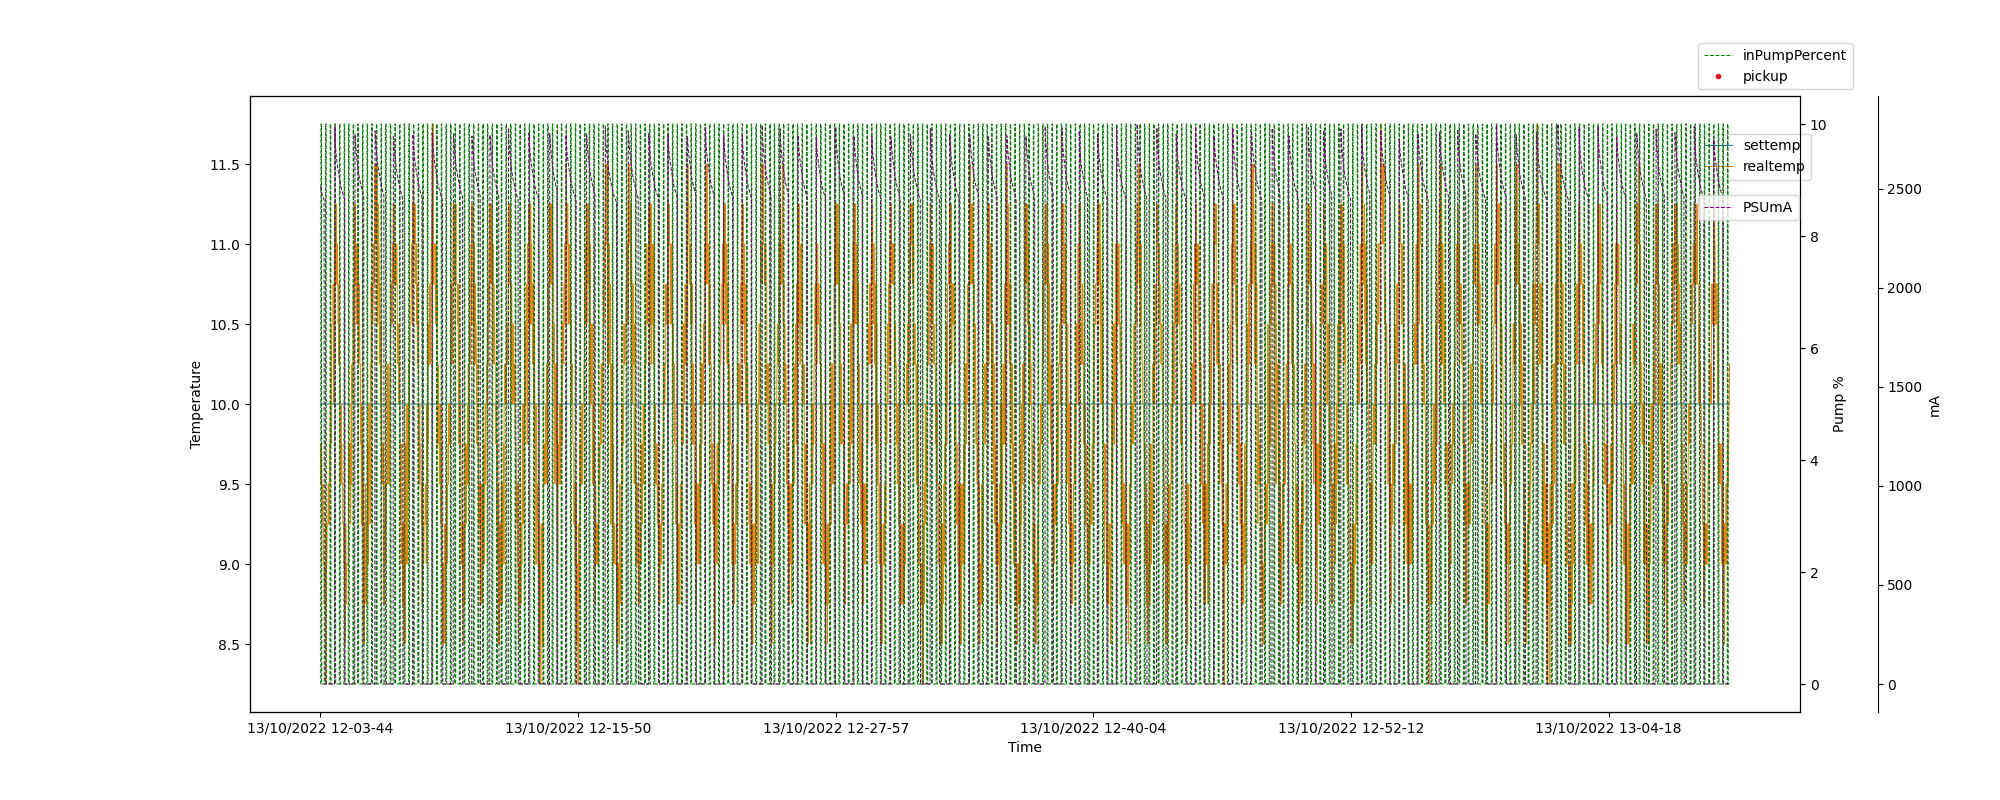 inPumpPercent
pickup
settemp
realtemp
PSUmA
11.5
11.0
10.5
10.0
9.5
9.0
8.5
Temperature
10
8
6
4
2
0
Pump %
2500
2000
1500
1000
500
0
mA
13/10/2022 12-03-44
13/10/2022 12-15-50
13/10/2022 12-27-57
13/10/2022 12-40-04
13/10/2022 12-52-12
13/10/2022 13-04-18
Time